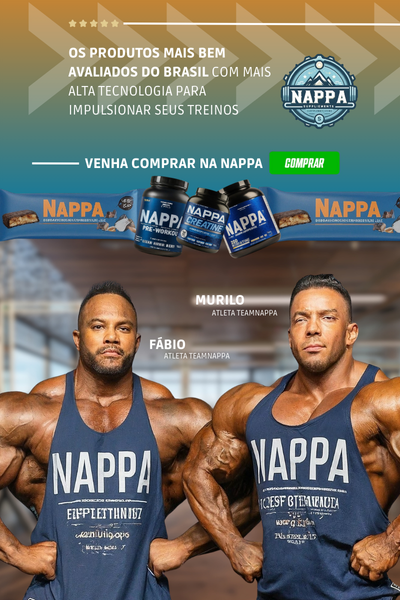 OS PRODUTOS MAIS BEM
AVALIADOS DO BRASIL COM MAIS
ALTA TECNOLOGIA PARA
IMPULSIONAR SEUS TREINOS
NAPPA
SUPPLEMENTS
VENHA COMPRAR NA NAPPA
COMPRAR
NAPPA
NAPPA
PRE-WORKOUT
NAPPA
CREATINE
NAPPA
NAPPA
MURILO
ATLETA TEAMNAPPA
FÁBIO
ATLETA TEAMNAPPA
NAPPA
NAPPA